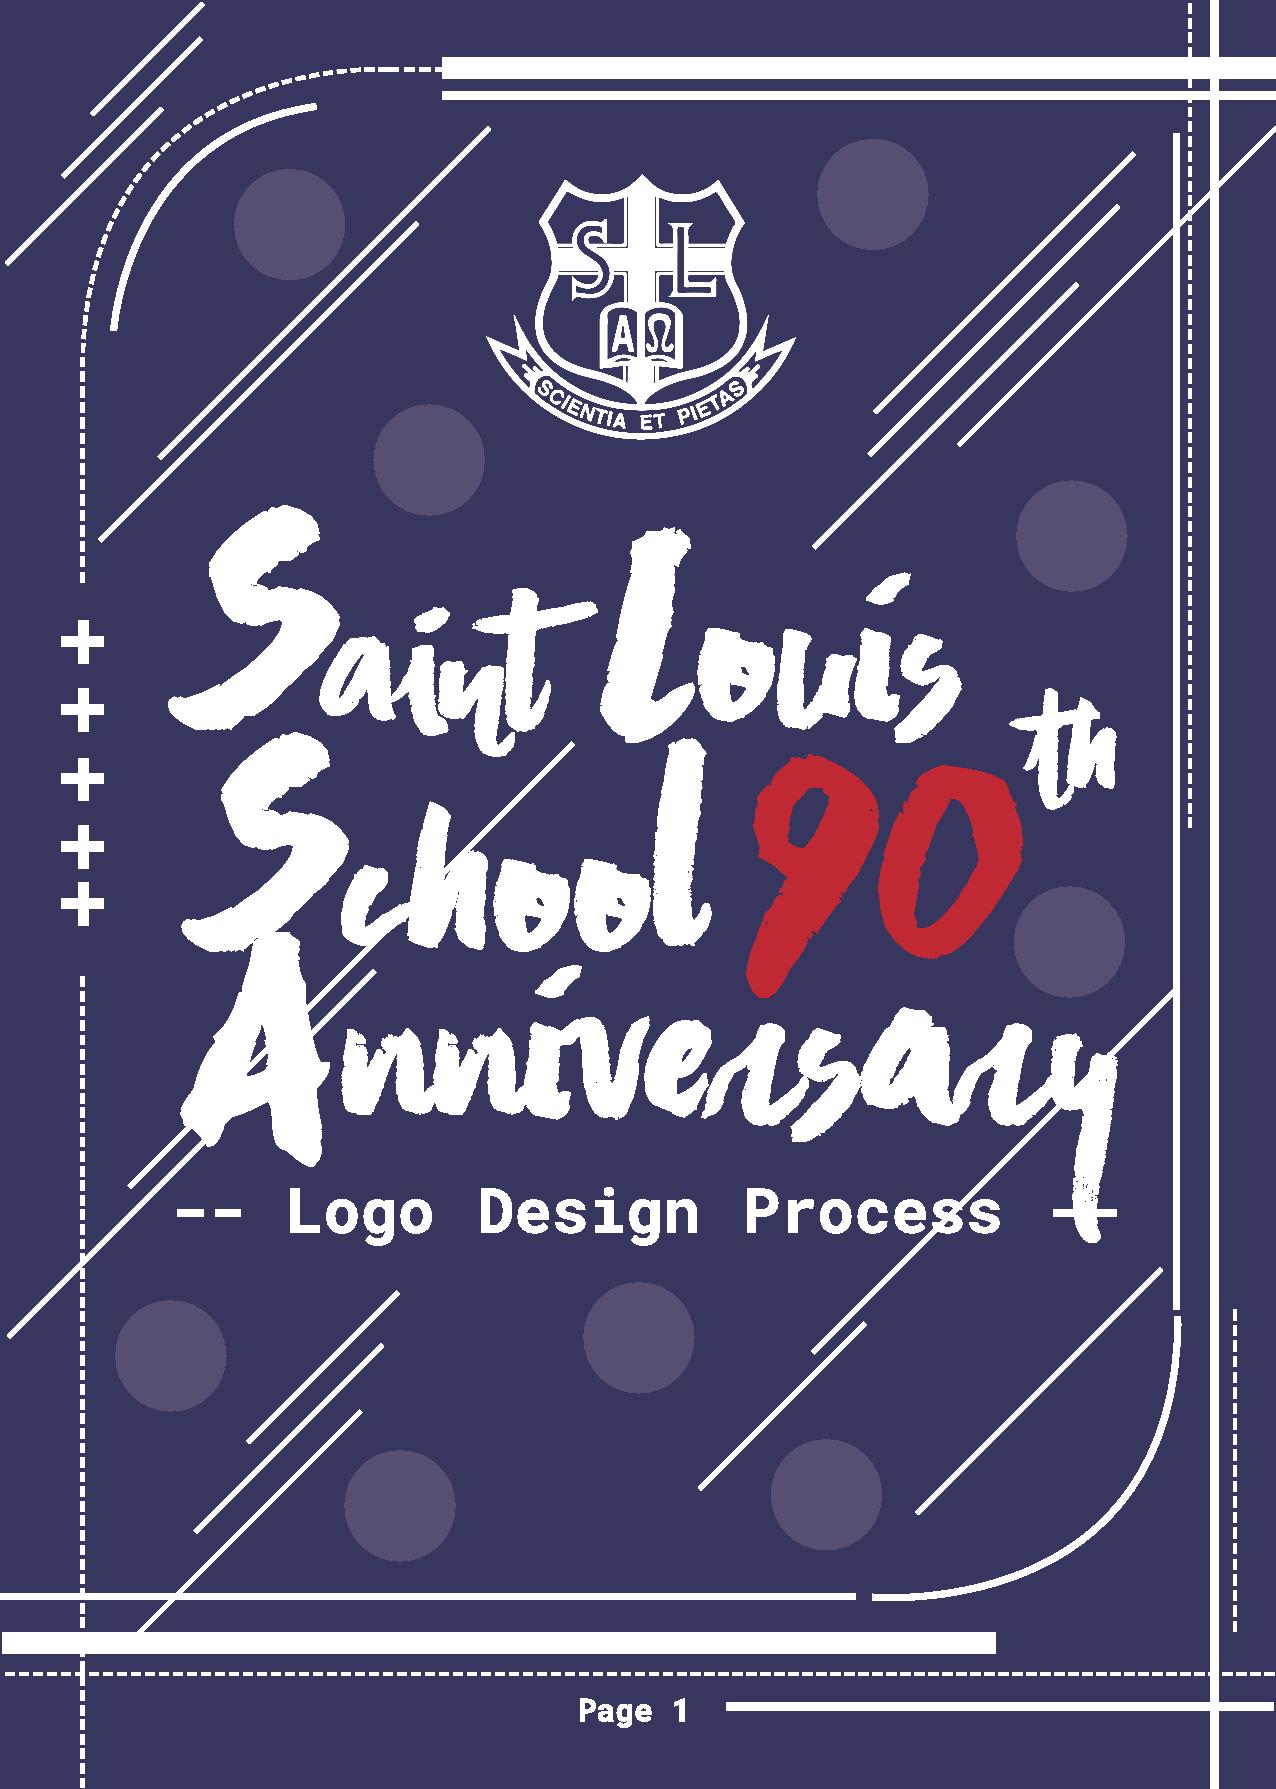 S L
A Ω
SCIENTIA ET PIETAS
Saint Louis
School 90th
Anniversary
-- Logo Design Process --
Page 1